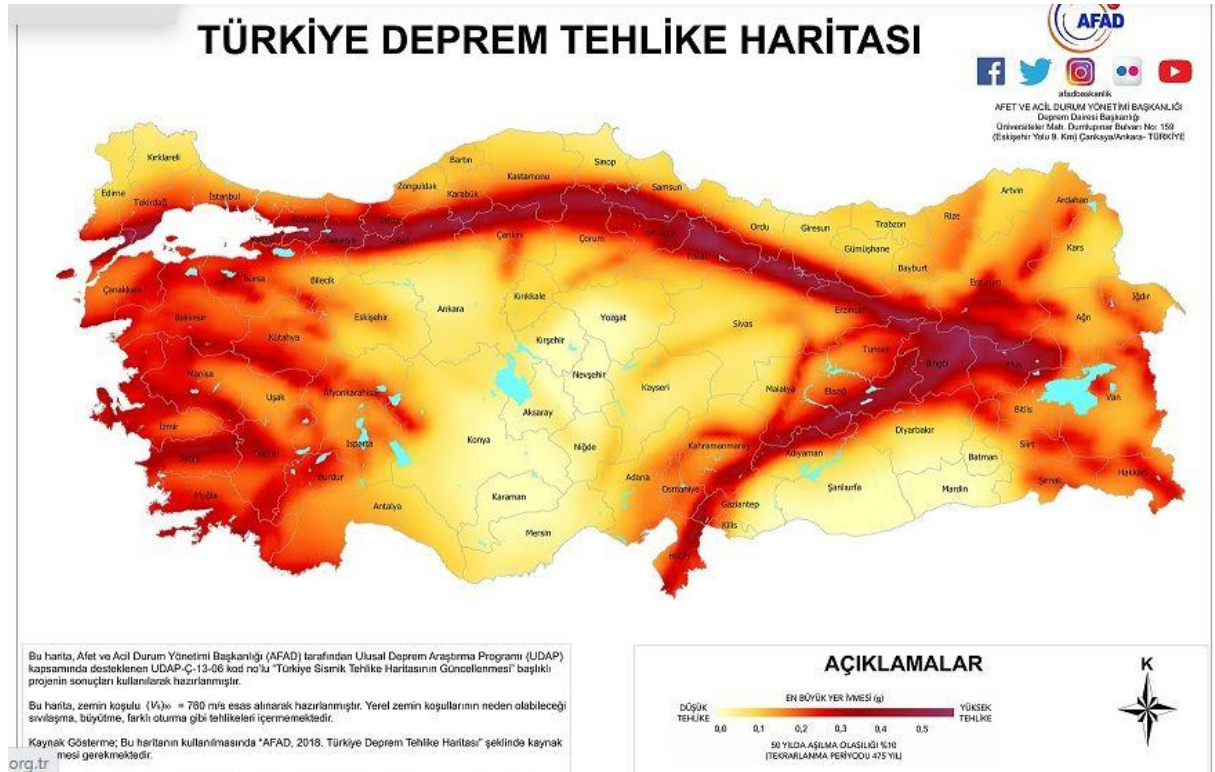 TÜRKİYE DEPREM TEHLİKE HARİTASI
AFAD
afadbaskanlik
AFET VE ACİL DURUM YÖNETİMİ BAŞKANLIĞI
Deprem Dairesi Başkanlığı
Üniversiteler Mah. Dumlupınar Bulvarı No: 159
(Eskişehir Yolu 9. Km) Çankaya/Ankara- TÜRKİYE
Kırklareli
Edirne
Tekirdağ
İstanbul
Zonguldak
Bartın
Karabük
Kastamonu
Sinop
Samsun
Ordu
Giresun
Trabzon
Rize
Artvin
Ardahan
Kars
Gümüşhane
Bayburt
Erzurum
Iğdır
Ağrı
Çankırı
Çorum
Tokat
Çanakkale
Bursa
Bilecik
Balıkesir
Eskişehir
Ankara
Kırıkkale
Yozgat
Sivas
Erzincan
Tunceli
Bingöl
Muş
Kütahya
Kırşehir
Nevşehir
Kayseri
Malatya
Elazığ
Bitlis
Van
Manisa
Uşak
Afyonkarahisar
Aksaray
İzmir
Isparta
Konya
Niğde
Kahramanmaraş
Adıyaman
Diyarbakır
Batman
Siirt
Hakkari
Şırnak
Burdur
Muğla
Antalya
Karaman
Mersin
Adana
Osmaniye
Gaziantep
Kilis
Şanlıurfa
Mardin
Hatay
Bu harita, Afet ve Acil Durum Yönetimi Başkanlığı (AFAD) tarafından Ulusal Deprem Araştırma Programı (UDAP)
kapsamında desteklenen UDAP-Ç-13-06 kod no'lu "Türkiye Sismik Tehlike Haritasının Güncellenmesi" başlıklı
projenin sonuçları kullanılarak hazırlanmıştır.
Bu harita, zemin koşulu (Vs)30 = 760 m/s esas alınarak hazırlanmıştır. Yerel zemin koşullarının neden olabileceği
sıvılaşma, büyütme, farklı oturma gibi tehlikeleri içermemektedir.
Kaynak Gösterme; Bu haritanın kullanılmasında "AFAD, 2018. Türkiye Deprem Tehlike Haritası" şeklinde kaynak
mesi gerekmektedir.
org.tr
AÇIKLAMALAR
EN BÜYÜK YER İVMESİ (g)
DÜŞÜK TEHLİKE
YÜKSEK TEHLİKE
0,0 0,1 0,2 0,3 0,4 0,5
50 YILDA AŞILMA OLASILIĞI %10
(TEKRARLANMA PERİYODU 475 YIL)
K